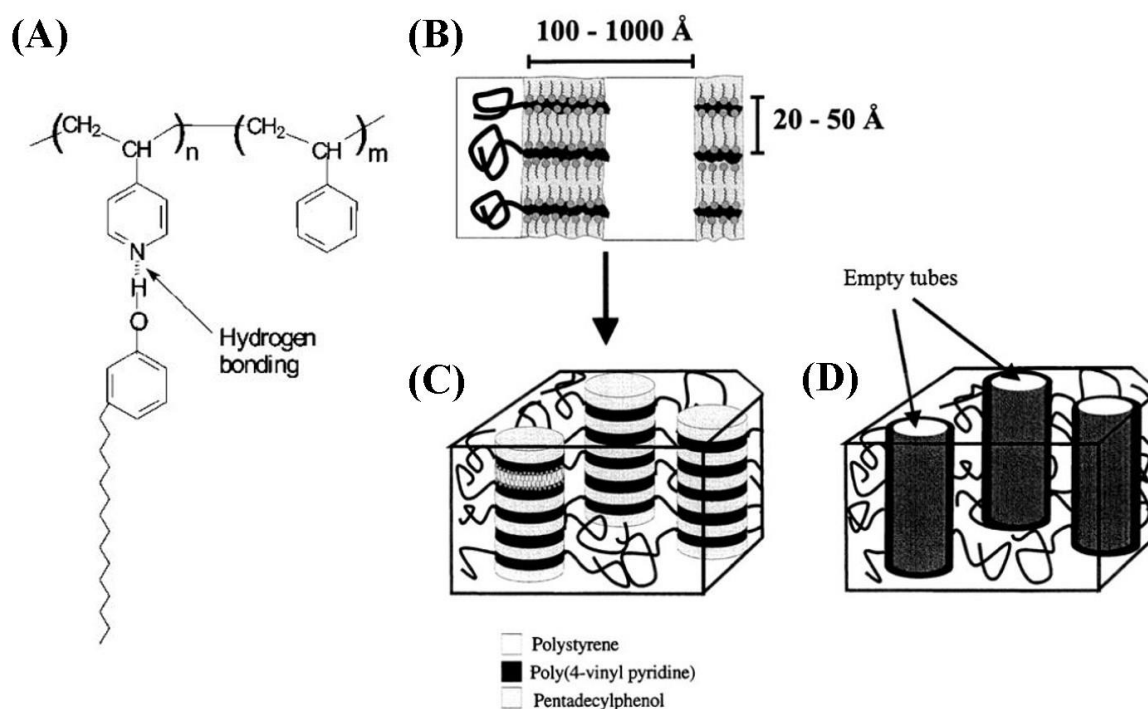 (A)
CH2
CH
n
CH2
CH
m
N
H
O
Hydrogen
bonding
(B)
100 - 1000 Å
20 - 50 Å
(C)
Empty tubes
(D)
Polystyrene
Poly(4-vinyl pyridine)
Pentadecylphenol